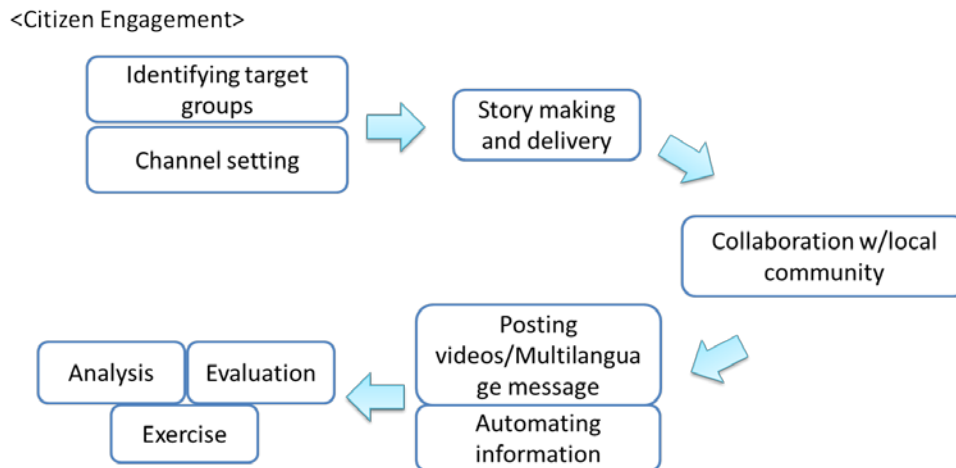 <Citizen Engagement>
Identifying target
groups
Channel setting
Story making
and delivery
Collaboration w/local
community
Posting
videos/Multilangua
ge message
Automating
information
Analysis
Evaluation
Exercise